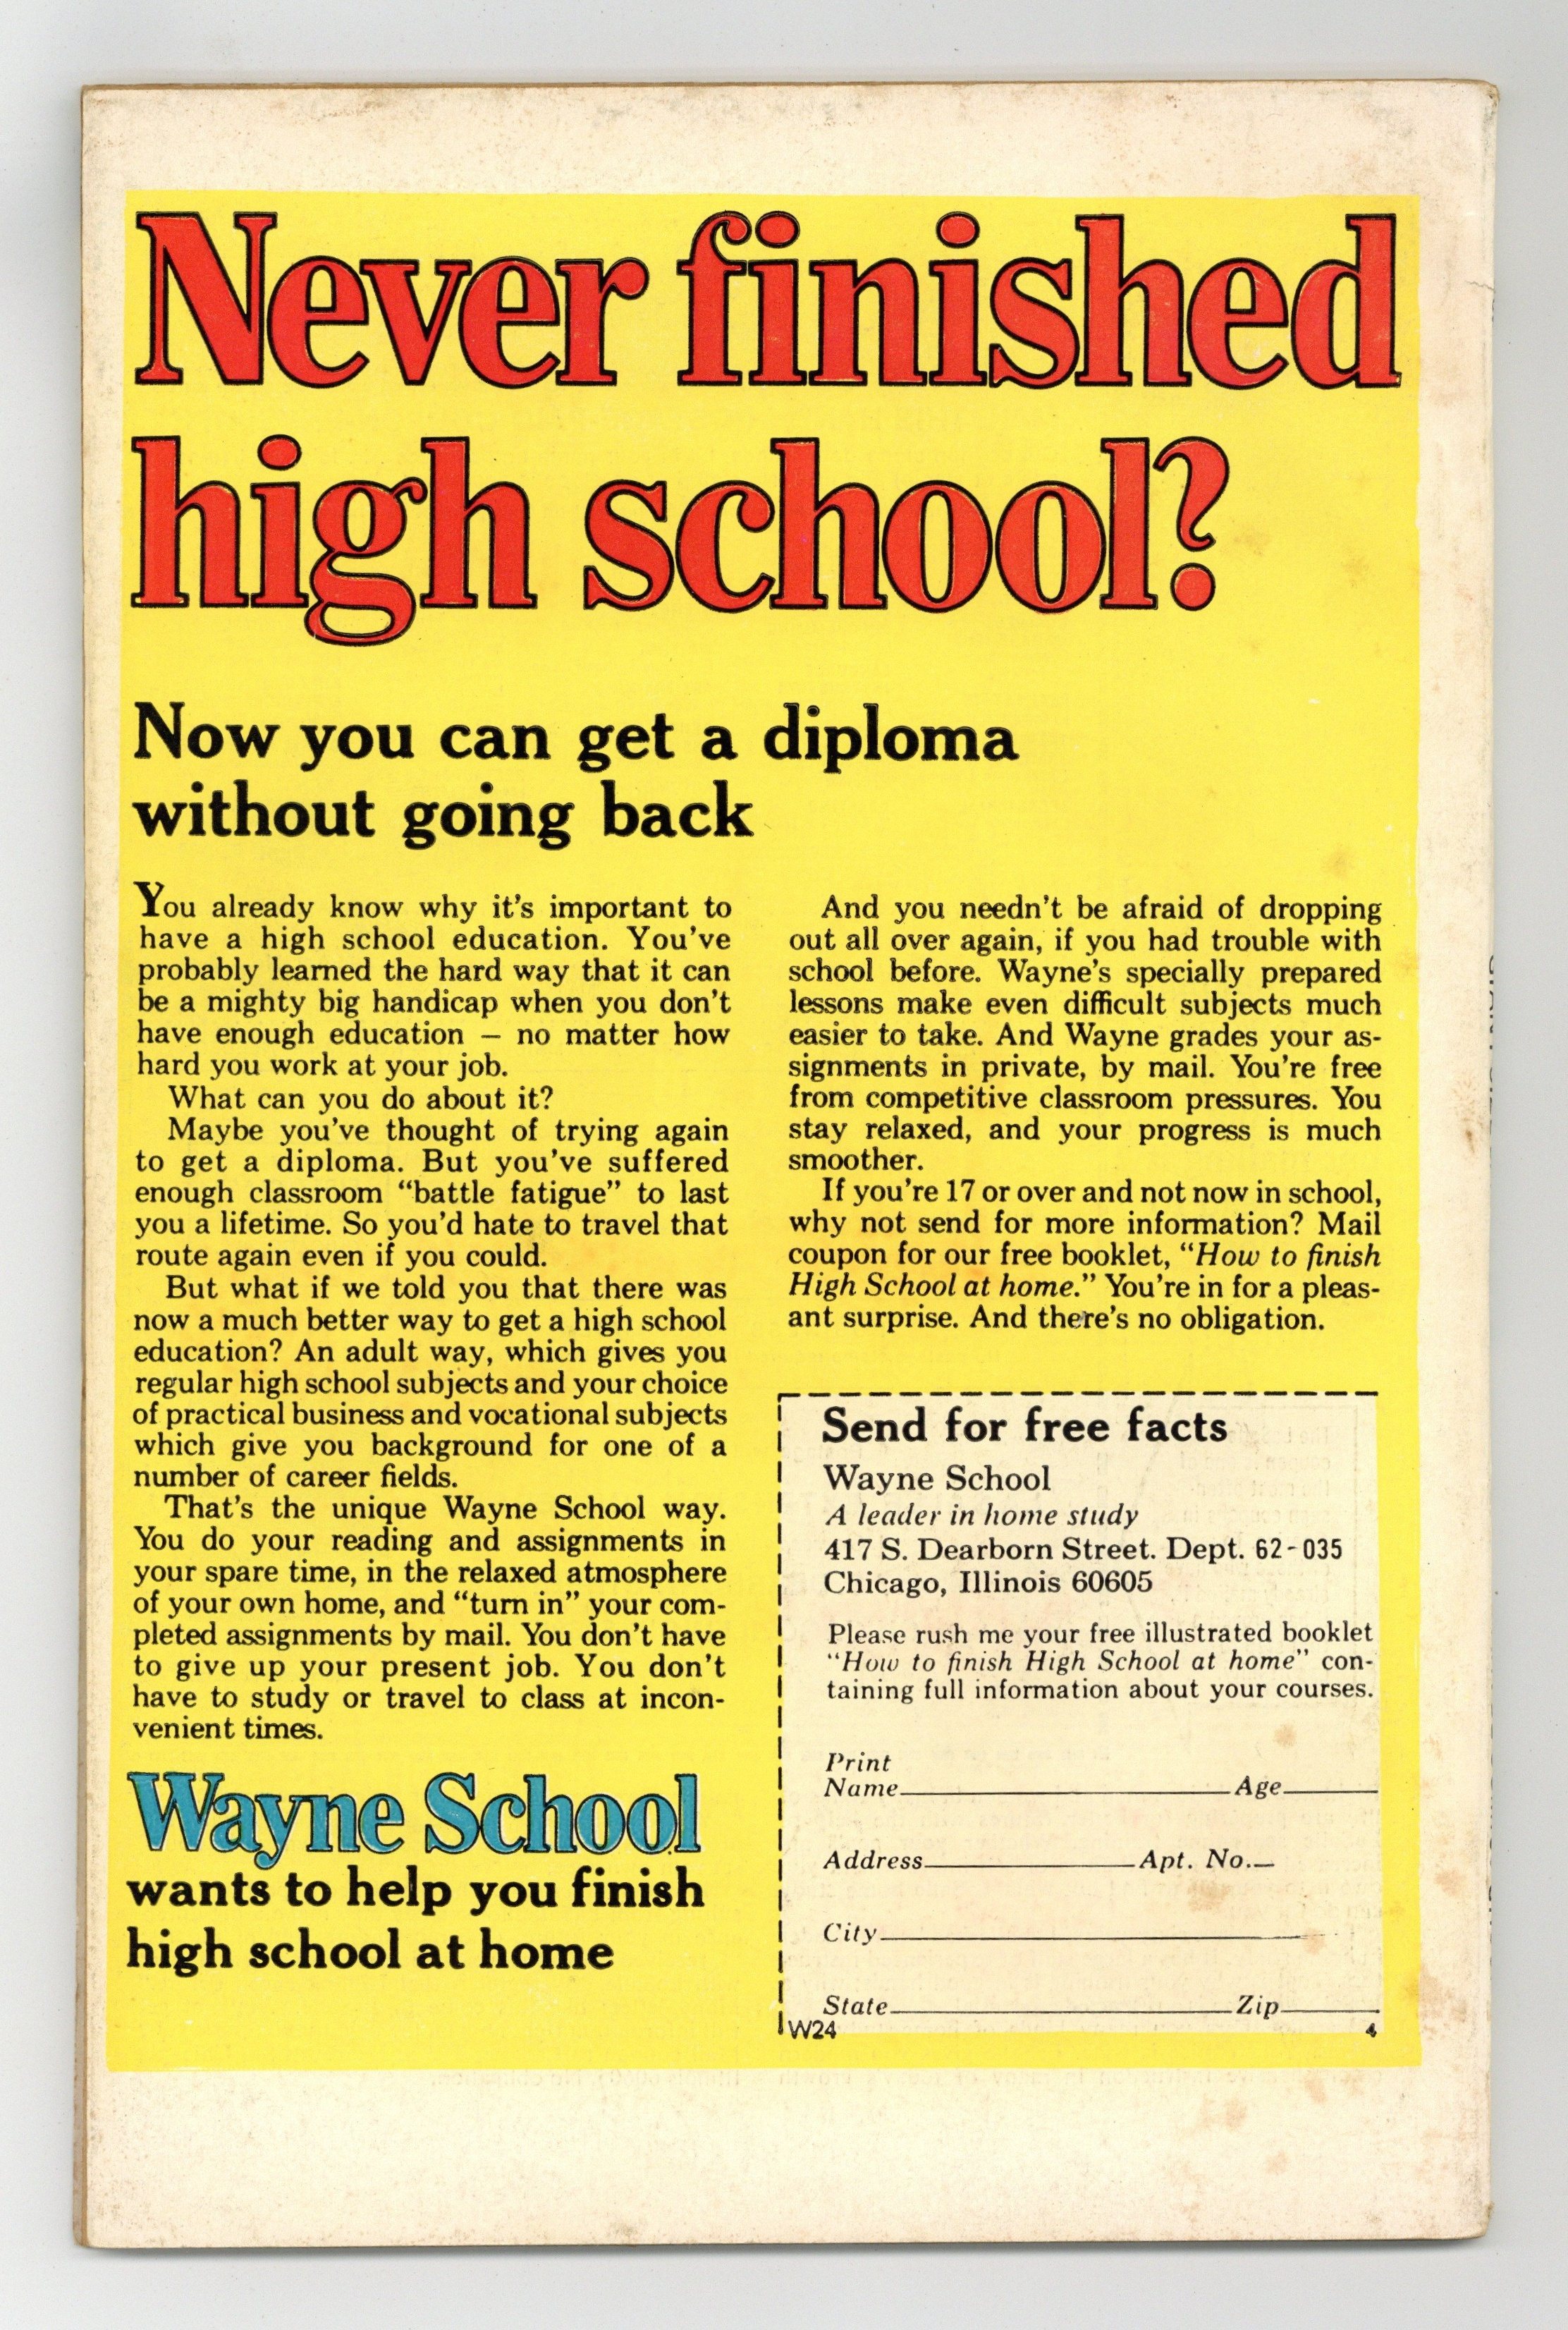 Never finished
high school?
Now you can get a diploma
without going back
You already know why it's important to
have a high school education. You've
probably learned the hard way that it can
be a mighty big handicap when you don't
have enough education – no matter how
hard you work at your job.
What can you do about it?
Maybe you've thought of trying again
to get a diploma. But you've suffered
enough classroom “battle fatigue” to last
you a lifetime. So you'd hate to travel that
route again even if you could.
But what if we told you that there was
now a much better way to get a high school
education? An adult way, which gives you
regular high school subjects and your choice
of practical business and vocational subjects
which give you background for one of a
number of career fields.
That's the unique Wayne School way.
You do your reading and assignments in
your spare time, in the relaxed atmosphere
of your own home, and “turn in” your com-
pleted assignments by mail. You don't have
to give up your present job. You don't
have to study or travel to class at incon-
venient times.
Wayne School
wants to help you finish
high school at home
And you needn't be afraid of dropping
out all over again, if you had trouble with
school before. Wayne's specially prepared
lessons make even difficult subjects much
easier to take. And Wayne grades your as-
signments in private, by mail. You're free
from competitive classroom pressures. You
stay relaxed, and your progress is much
smoother.
If you're 17 or over and not now in school,
why not send for more information? Mail
coupon for our free booklet, “How to finish
High School at home.” You're in for a pleas-
ant surprise. And there's no obligation.
Send for free facts
Wayne School
A leader in home study
417 S. Dearborn Street. Dept. 62-035
Chicago, Illinois 60605
Please rush me your free illustrated booklet
“How to finish High School at home” con-
taining full information about your courses.
Print
Name Age
Address Apt. No.
City
State Zip
W24 4